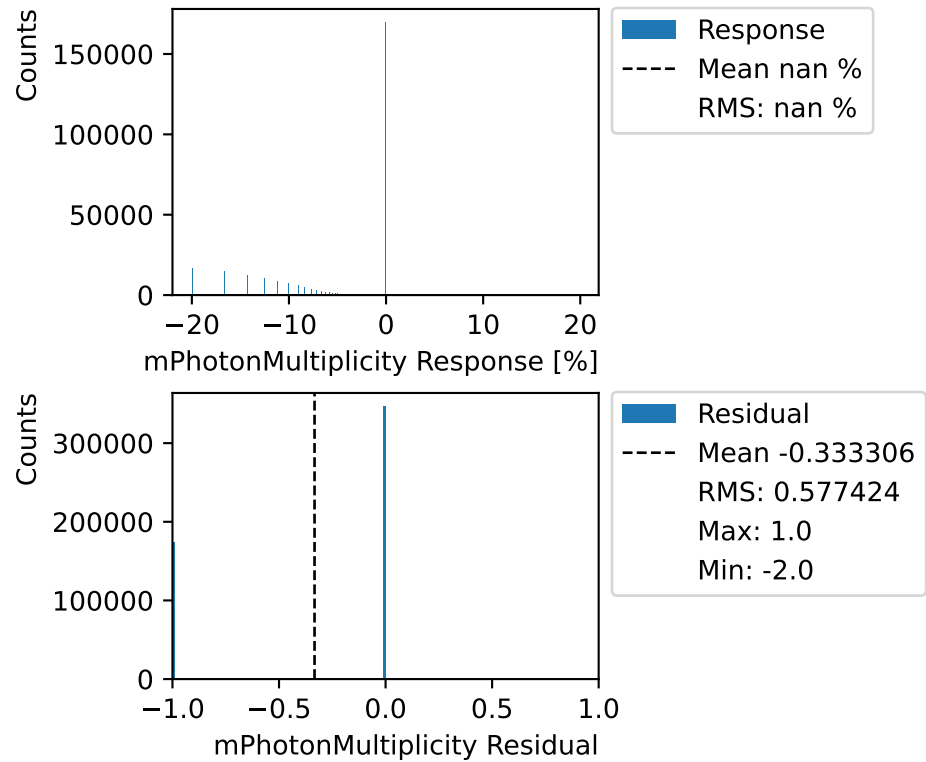 Counts
150000
100000
50000
0
−20
−10
0
10
20
mPhotonMultiplicity Response [%]
Response
Mean nan %
RMS: nan %
Counts
300000
200000
100000
0
−1.0
−0.5
0.0
0.5
1.0
mPhotonMultiplicity Residual
Residual
Mean -0.333306
RMS: 0.577424
Max: 1.0
Min: -2.0